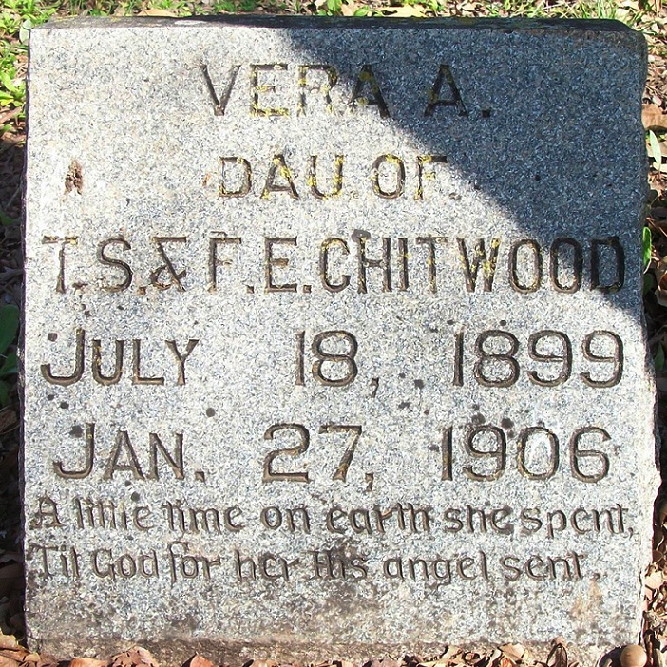 VERA A.
DAU OF
T.S.& F.E.CHITWOOD
JULY 18, 1899
JAN. 27, 1906
A little time on earth she spent,
Til God for her His angel sent.